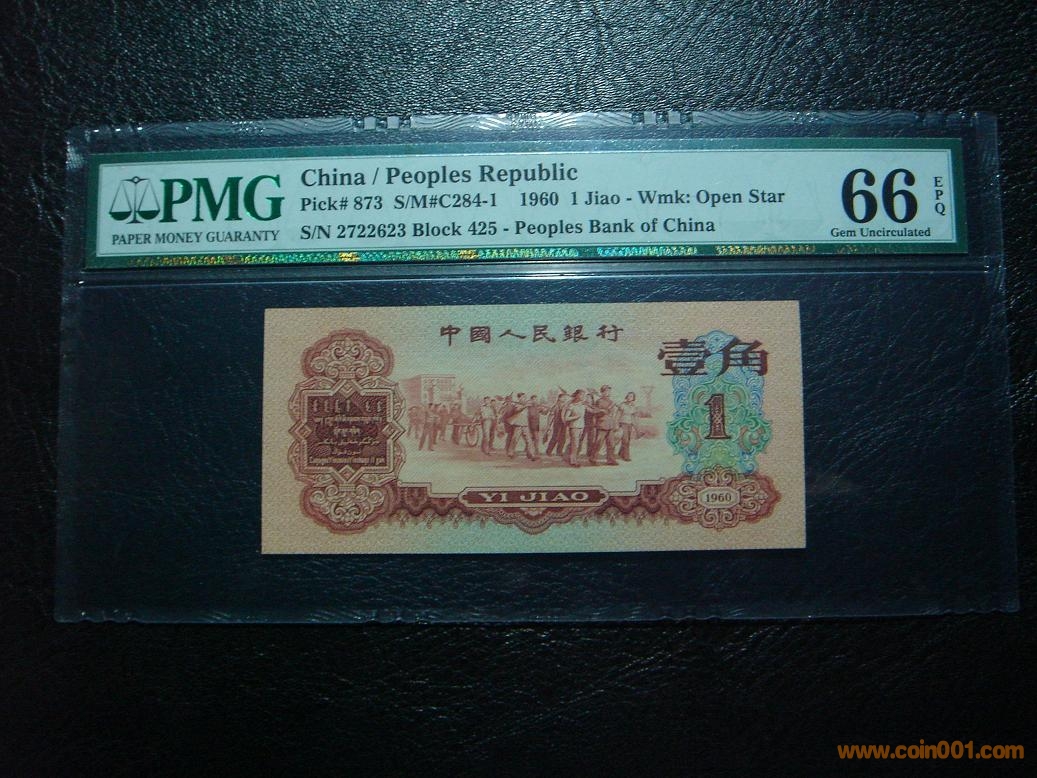 PMG
PAPER MONEY GUARANTY
China / Peoples Republic
Pick# 873 S/M#C284-1 1960 1 Jiao - Wmk: Open Star
S/N 2722623 Block 425 - Peoples Bank of China
66
EPQ
Gem Uncirculated
中國人民銀行
壹角
1
YI JIAO
1960
www.coin001.com